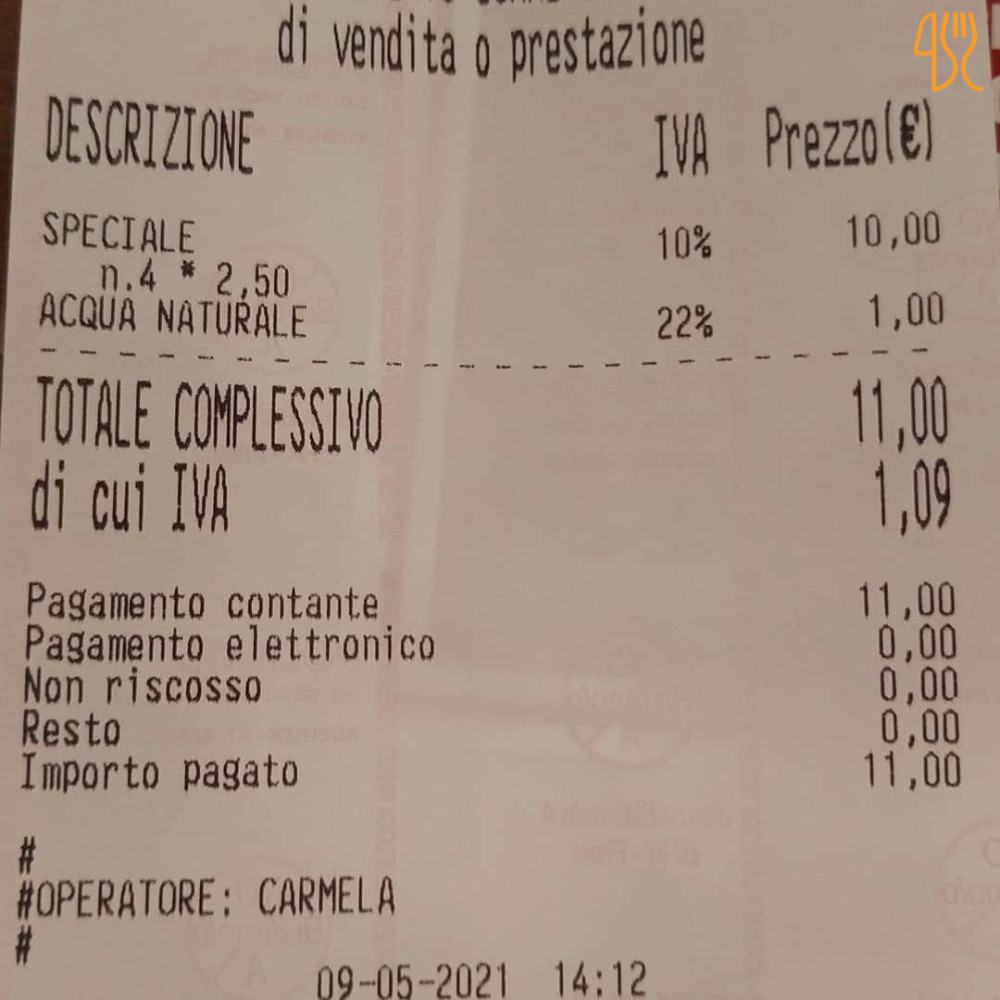 di vendita o prestazione
DESCRIZIONE IVA Prezzo(€)
SPECIALE 10% 10,00
n.4 * 2,50
ACQUA NATURALE 22% 1,00
TOTALE COMPLESSIVO 11,00
di cui IVA 1,09
Pagamento contante 11,00
Pagamento elettronico 0,00
Non riscosso 0,00
Resto 0,00
Importo pagato 11,00
#
#OPERATORE: CARMELA
#
09-05-2021 14:12